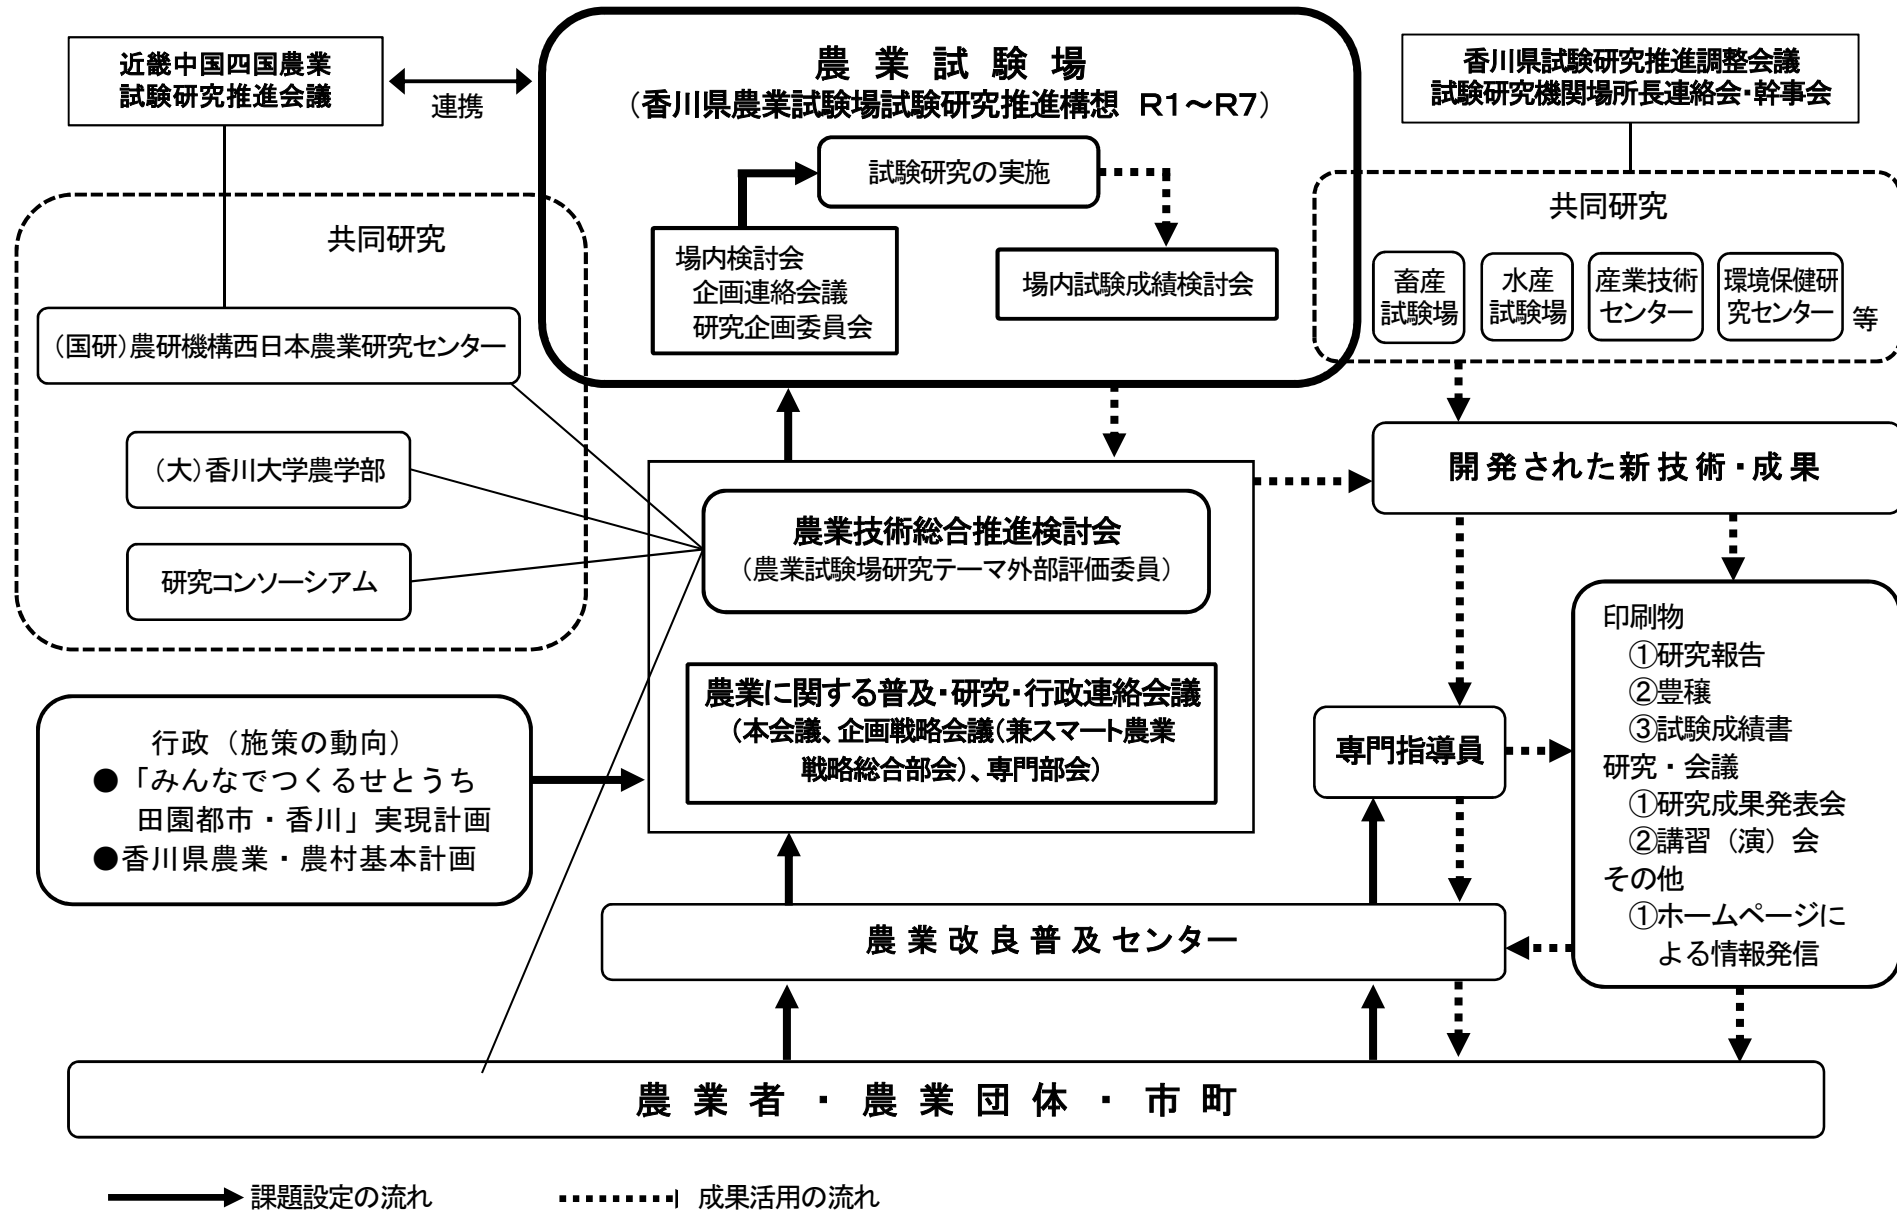 近畿中国四国農業
試験研究推進会議
連携
農業試験場
（香川県農業試験場試験研究推進構想 R1～R7）
試験研究の実施
場内検討会
企画連絡会議
研究企画委員会
場内試験成績検討会
香川県試験研究推進調整会議
試験研究機関場所長連絡会・幹事会
共同研究
畜産
試験場
水産
試験場
産業技術
センター
環境保健研
究センター
等
共同研究
（国研）農研機構西日本農業研究センター
（大）香川大学農学部
研究コンソーシアム
開発された新技術・成果
農業技術総合推進検討会
（農業試験場研究テーマ外部評価委員）
農業に関する普及・研究・行政連絡会議
（本会議、企画戦略会議（兼スマート農業
戦略総合部会）、専門部会）
行政（施策の動向）
●「みんなでつくるせとうち
田園都市・香川」実現計画
●香川県農業・農村基本計画
専門指導員
印刷物
①研究報告
②豊穣
③試験成績書
研究・会議
①研究成果発表会
②講習（演）会
その他
①ホームページに
よる情報発信
農業改良普及センター
農業者・農業団体・市町
課題設定の流れ
成果活用の流れ